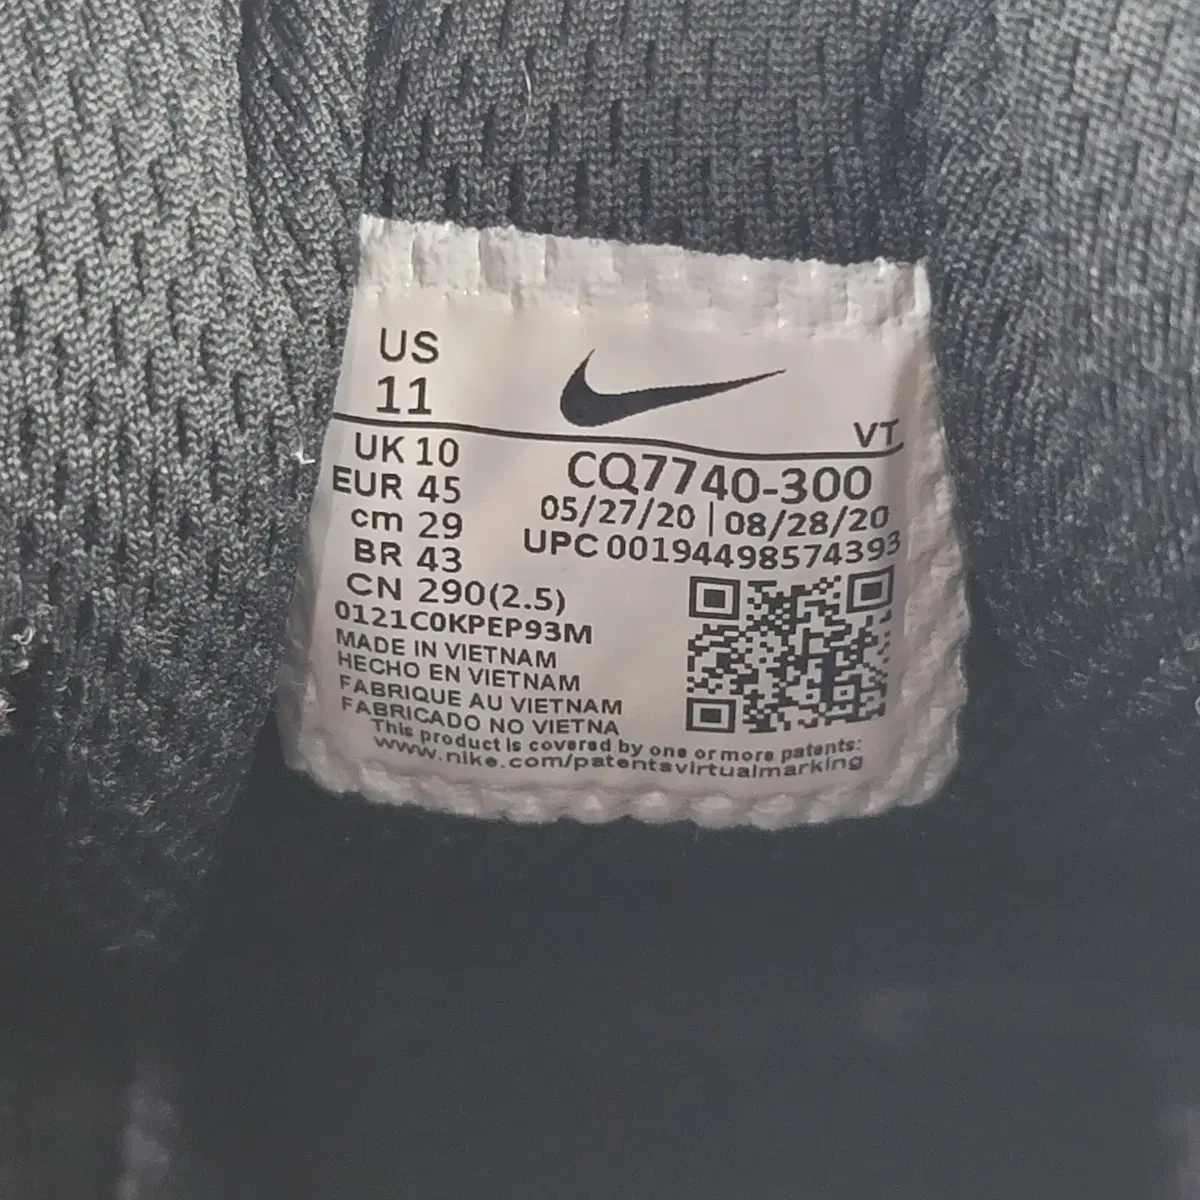 US
11
VT
UK 10
EUR 45
cm 29
BR 43
CN 290(2.5)
CQ7740-300
05/27/20 | 08/28/20
UPC 00194498574393
0121C0KPEP93M
MADE IN VIETNAM
HECHO EN VIETNAM
FABRIQUE AU VIETNAM
FABRICADO NO VIETNA
This product is covered by one or more patents:
www.nike.com/patentsvirtualmarking